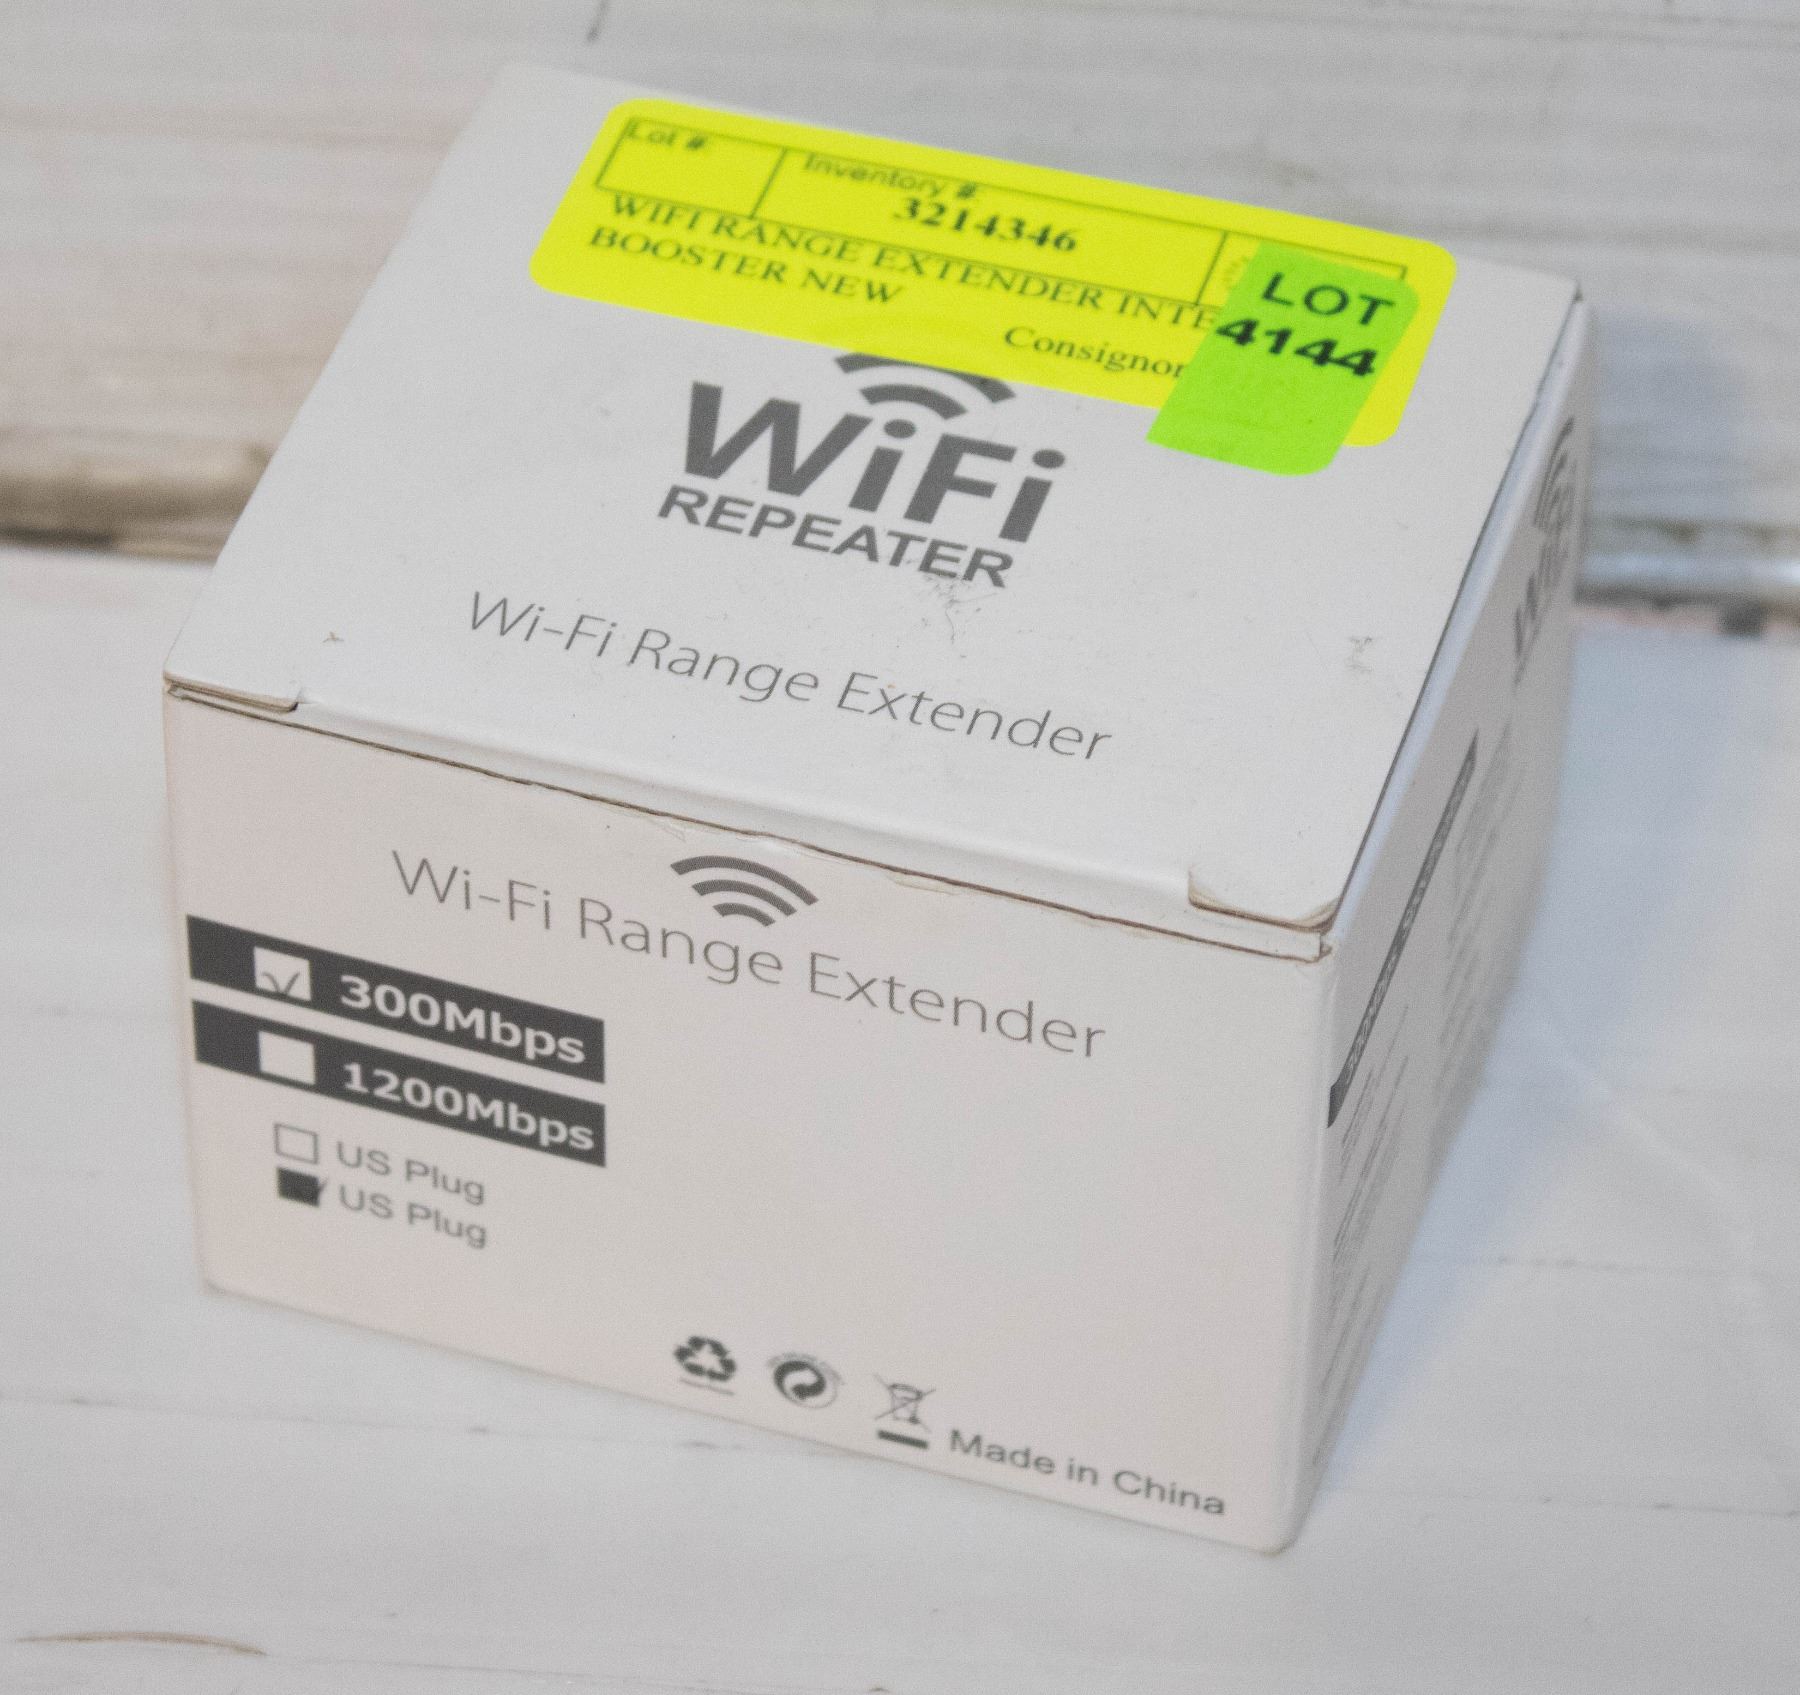 Lot #:
Inventory #:
3214346
WIFI RANGE EXTENDER INTE
BOOSTER NEW
Consignor
LOT
4144
WiFi
REPEATER
Wi-Fi Range Extender
Wi-Fi Range Extender
300Mbps
1200Mbps
US Plug
US Plug
Made in China